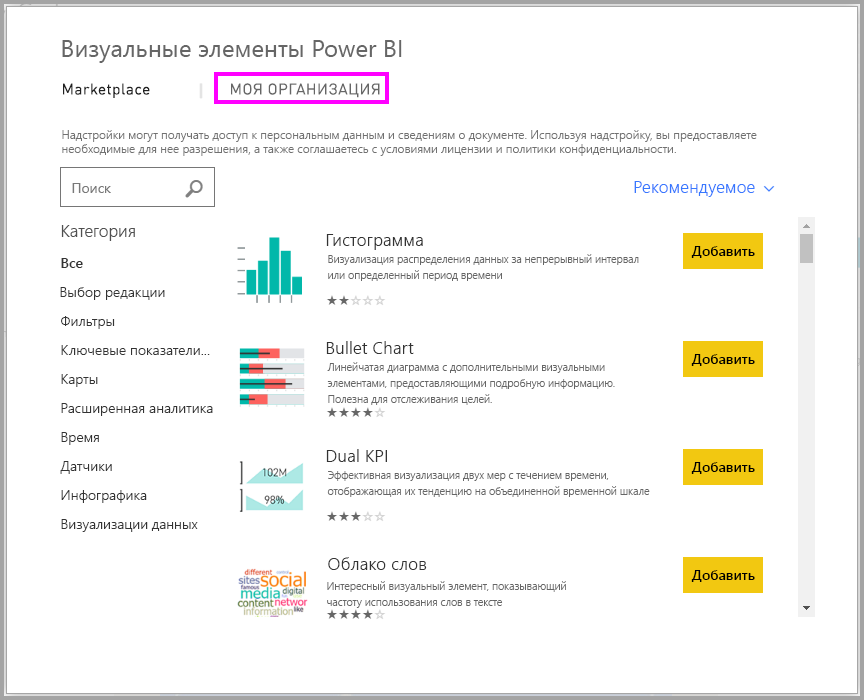 Визуальные элементы Power BI
Marketplace | МОЯ ОРГАНИЗАЦИЯ
Надстройки могут получать доступ к персональным данным и сведениям о документе. Используя надстройку, вы предоставляете
необходимые для нее разрешения, а также соглашаетесь с условиями лицензии и политики конфиденциальности.
Поиск
Рекомендуемое
Категория
Все
Выбор редакции
Фильтры
Ключевые показатели...
Карты
Расширенная аналитика
Время
Датчики
Инфографика
Визуализации данных
Гистограмма
Визуализация распределения данных за непрерывный интервал
или определенный период времени
★★☆☆☆
Добавить
Bullet Chart
Линейчатая диаграмма с дополнительными визуальными
элементами, предоставляющими подробную информацию.
Полезна для отслеживания целей.
★★★★☆
Добавить
102M
98%
Dual KPI
Эффективная визуализация двух мер с течением времени,
отображающая их тенденцию на объединенной временной шкале
★★★☆☆
Добавить
different
sites social
famous
media digital
content networ
information like
Облако слов
Интересный визуальный элемент, показывающий
частоту использования слов в тексте
★★★★☆
Добавить